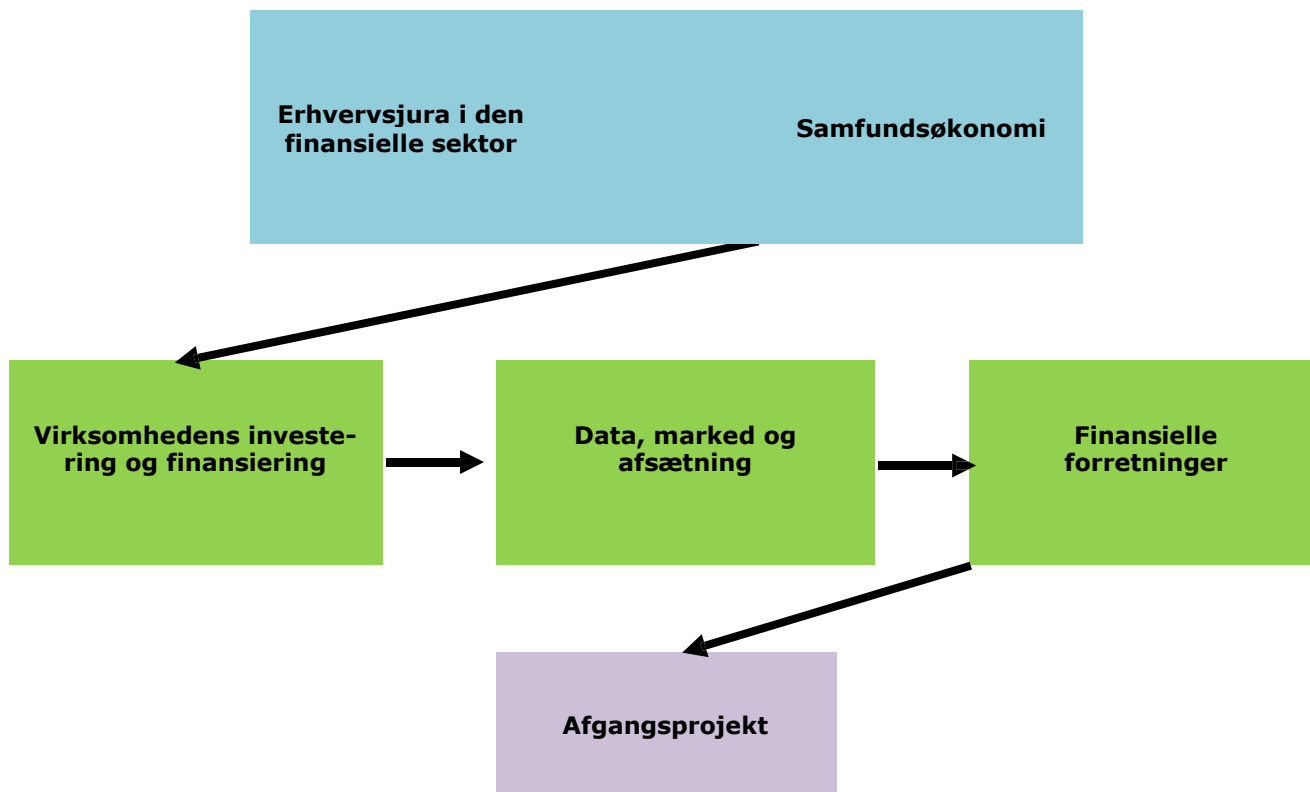 Erhvervsjura i den
finansielle sektor
Samfundsøkonomi
Virksomhedens investe-
ring og finansiering
Data, marked og
afsætning
Finansielle
forretninger
Afgangsprojekt